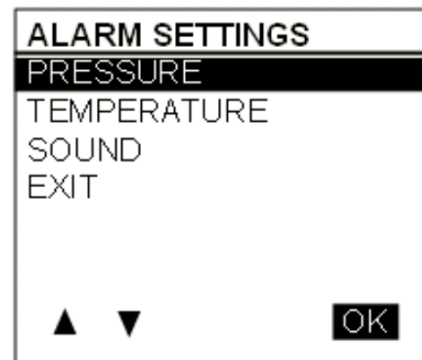 ALARM SETTINGS
PRESSURE
TEMPERATURE
SOUND
EXIT
▲ ▼ OK